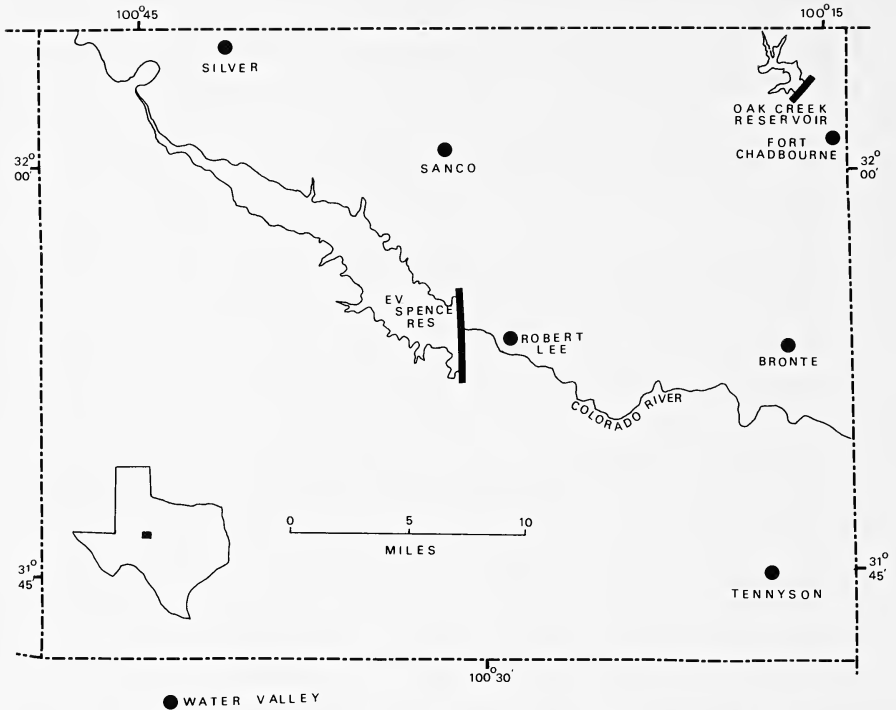 100°45
100°15
SILVER
OAK CREEK
RESERVOIR
FORT
CHADBOURNE
SANCO
32°
00'
32°
00'
EV
SPENCE
RES
ROBERT
LEE
BRONTE
COLORADO RIVER
0 5 10
MILES
31°
45'
31°
45'
TENNYSON
100°30'
WATER VALLEY